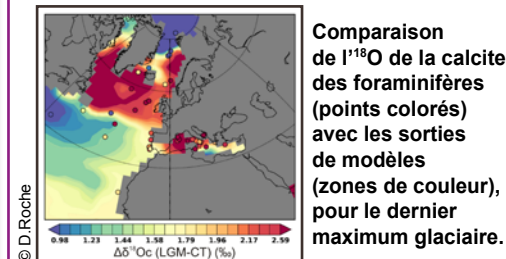 Comparaison
de l'¹⁸O de la calcite
des foraminifères
(points colorés)
avec les sorties
de modèles
(zones de couleur),
pour le dernier
maximum glaciaire.
© D.Roche
0.98 1.23 1.44 1.58 1.79 1.96 2.17 2.59
Δδ¹⁸Oc (LGM-CT) (‰)